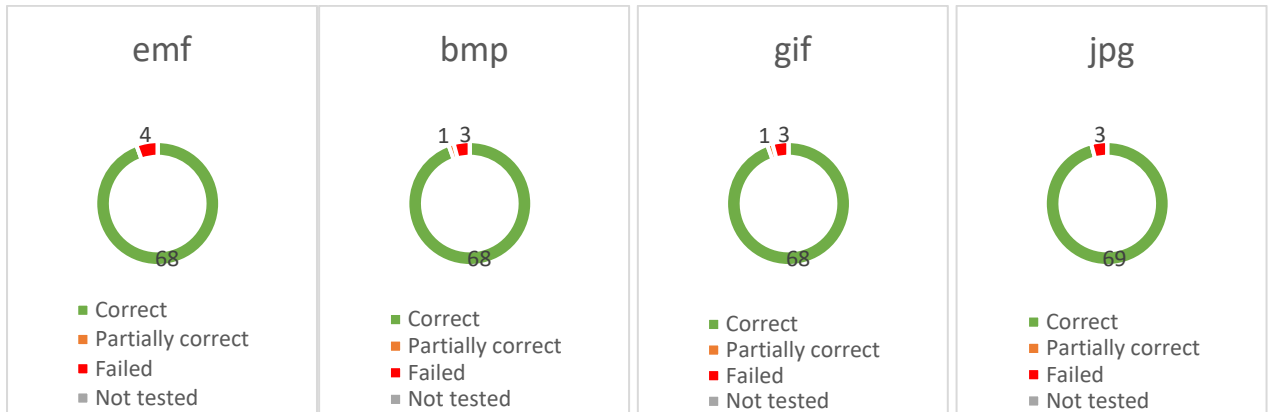 emf
4
68
Correct
Partially correct
Failed
Not tested
bmp
1 3
68
Correct
Partially correct
Failed
Not tested
gif
1 3
68
Correct
Partially correct
Failed
Not tested
jpg
3
69
Correct
Partially correct
Failed
Not tested